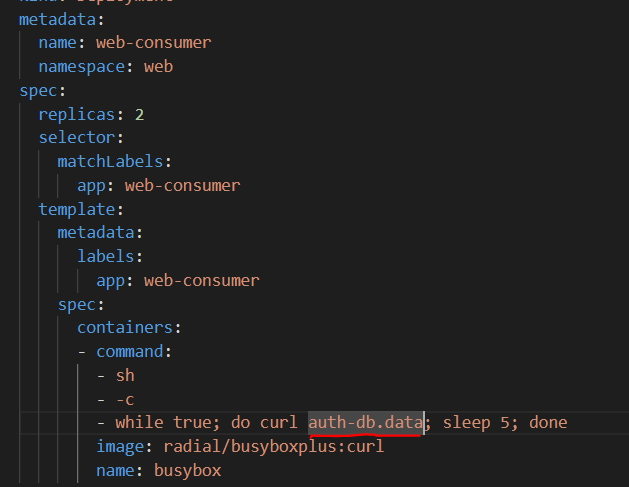 kind: Deployment
metadata:
  name: web-consumer
  namespace: web
spec:
  replicas: 2
  selector:
    matchLabels:
      app: web-consumer
  template:
    metadata:
      labels:
        app: web-consumer
    spec:
      containers:
      - command:
        - sh
        - -c
        - while true; do curl auth-db.data; sleep 5; done
        image: radial/busyboxplus:curl
        name: busybox